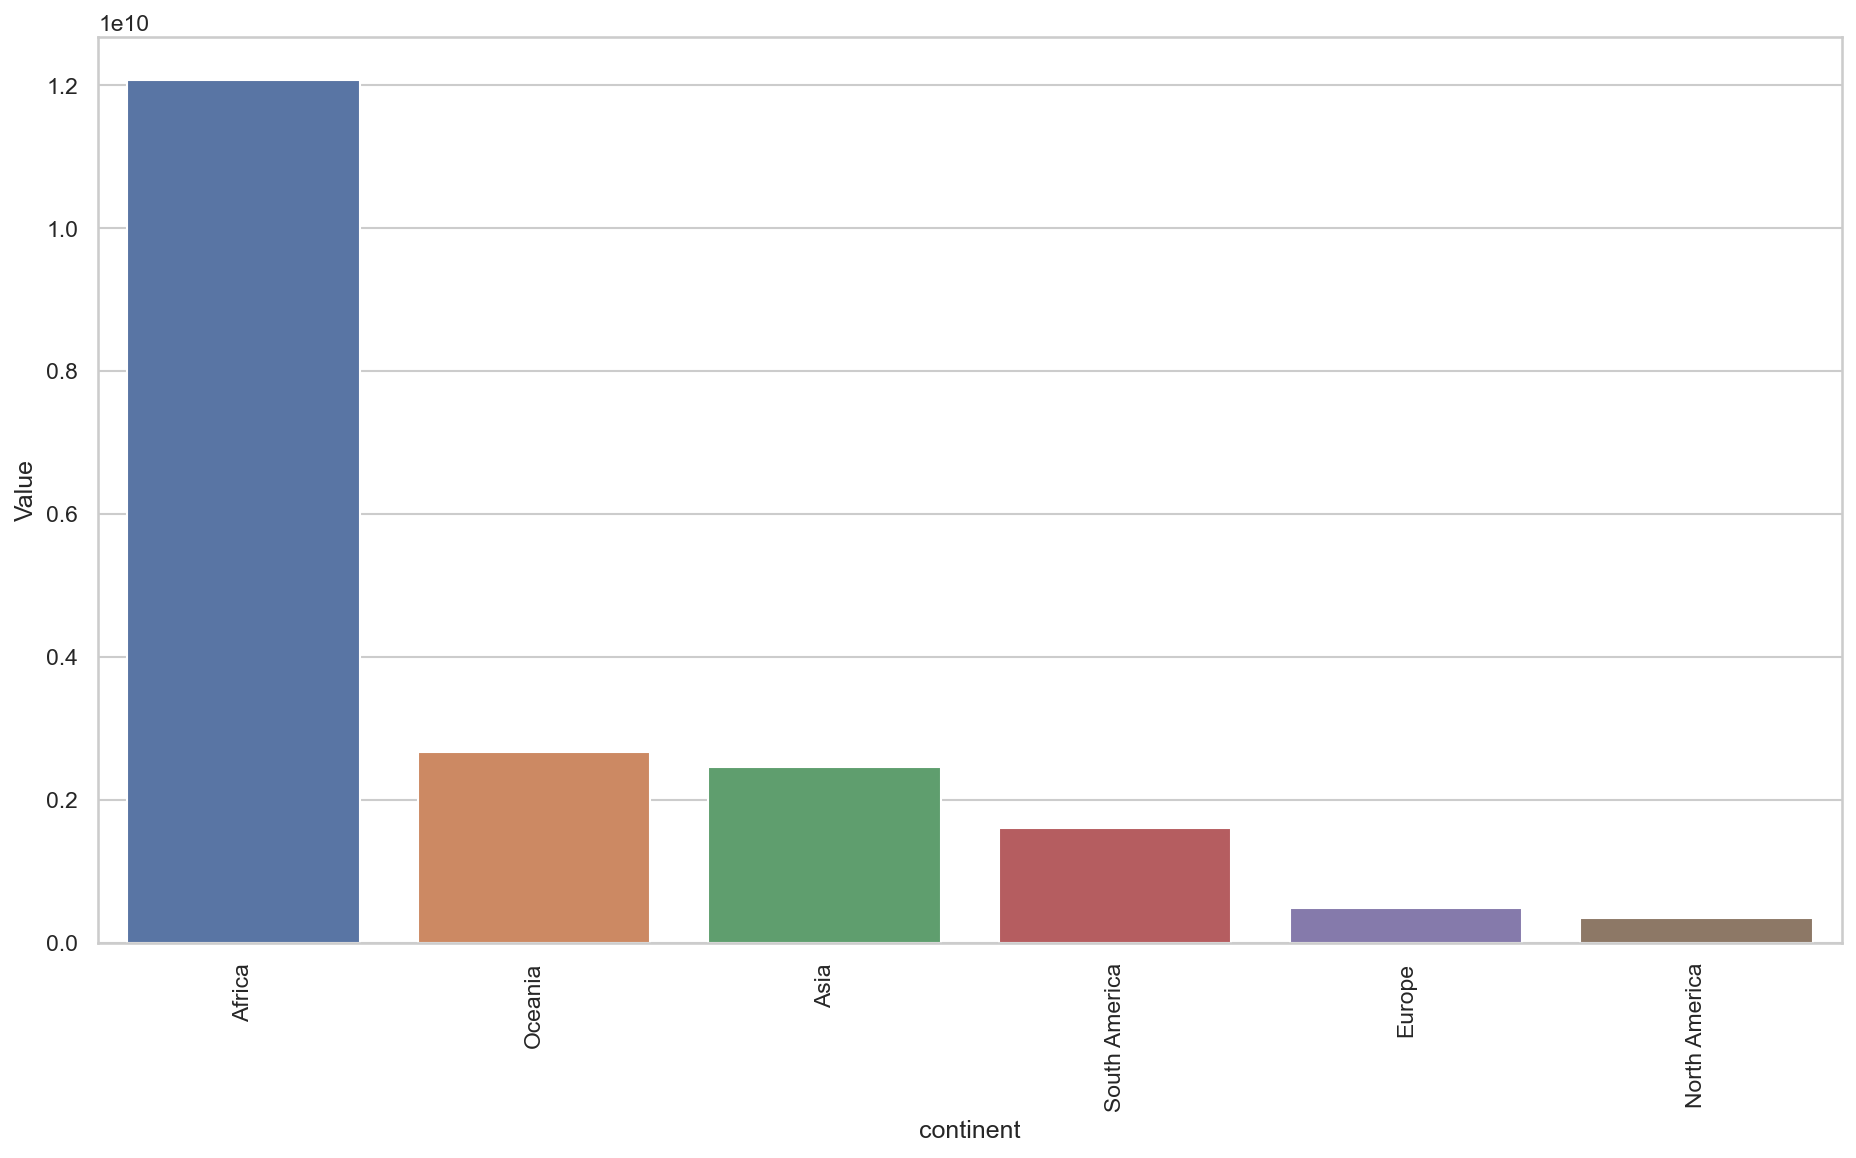 1e10
1.2
1.0
0.8
0.6
0.4
0.2
0.0
Value
Africa
Oceania
Asia
South America
Europe
North America
continent